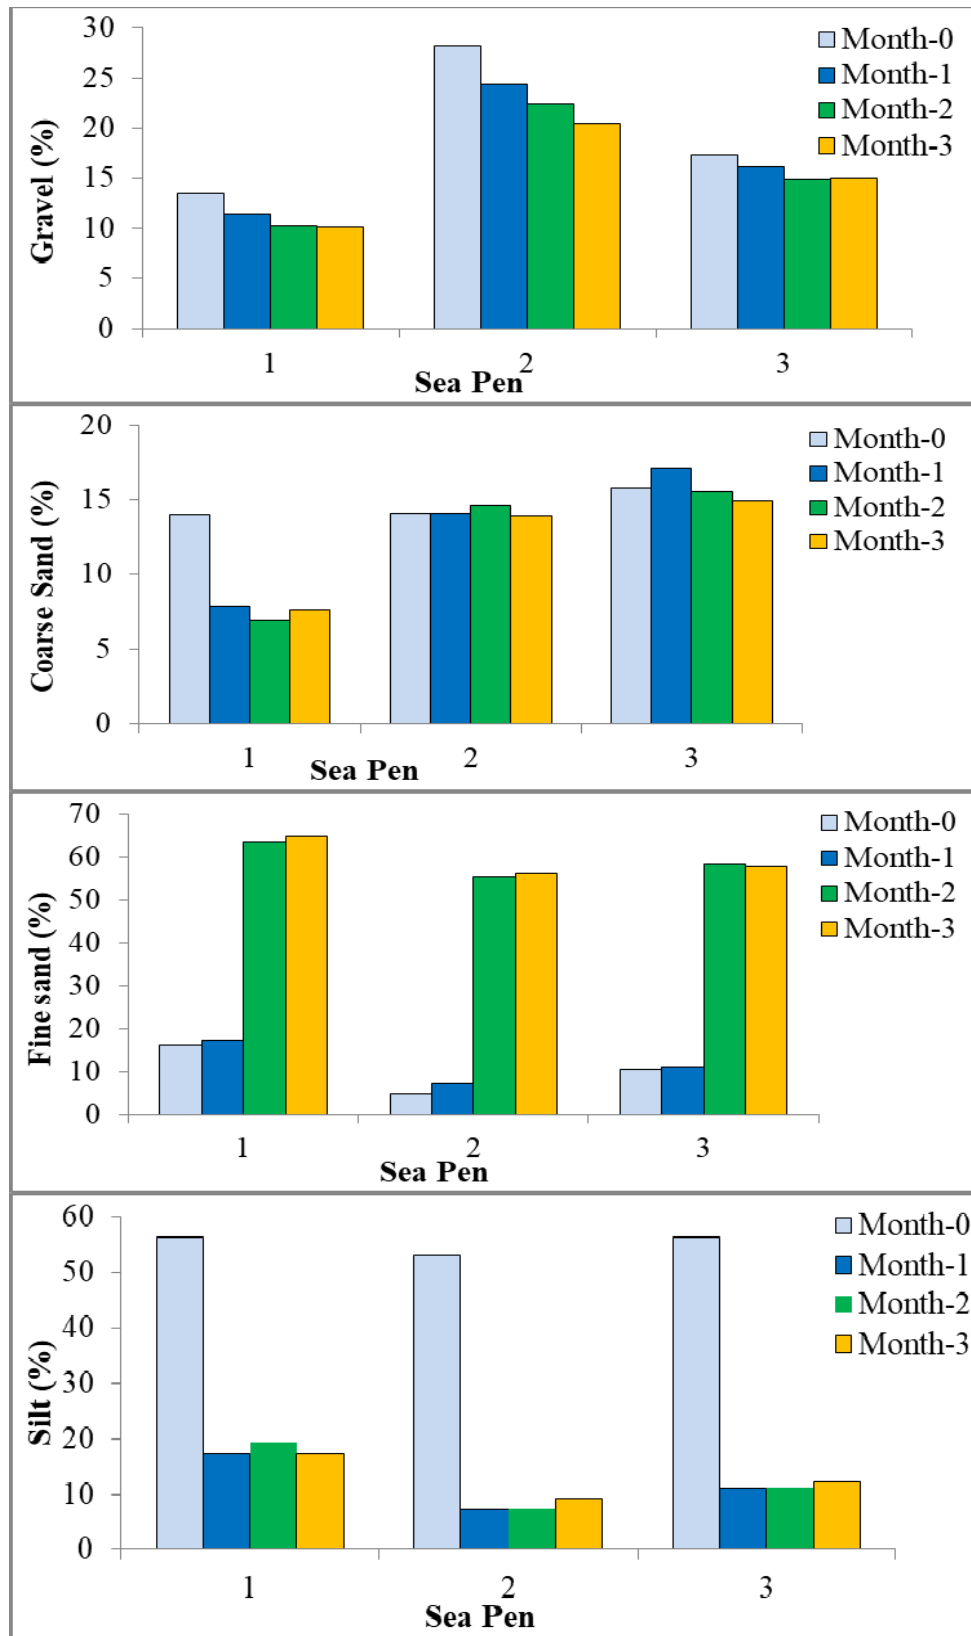 30
25
20
15
10
5
0
Gravel (%)
Month-0
Month-1
Month-2
Month-3
1 2 3
Sea Pen
20
15
10
5
0
Coarse Sand (%)
Month-0
Month-1
Month-2
Month-3
1 2 3
Sea Pen
70
60
50
40
30
20
10
0
Fine sand (%)
Month-0
Month-1
Month-2
Month-3
1 2 3
Sea Pen
60
50
40
30
20
10
0
Silt (%)
Month-0
Month-1
Month-2
Month-3
1 2 3
Sea Pen